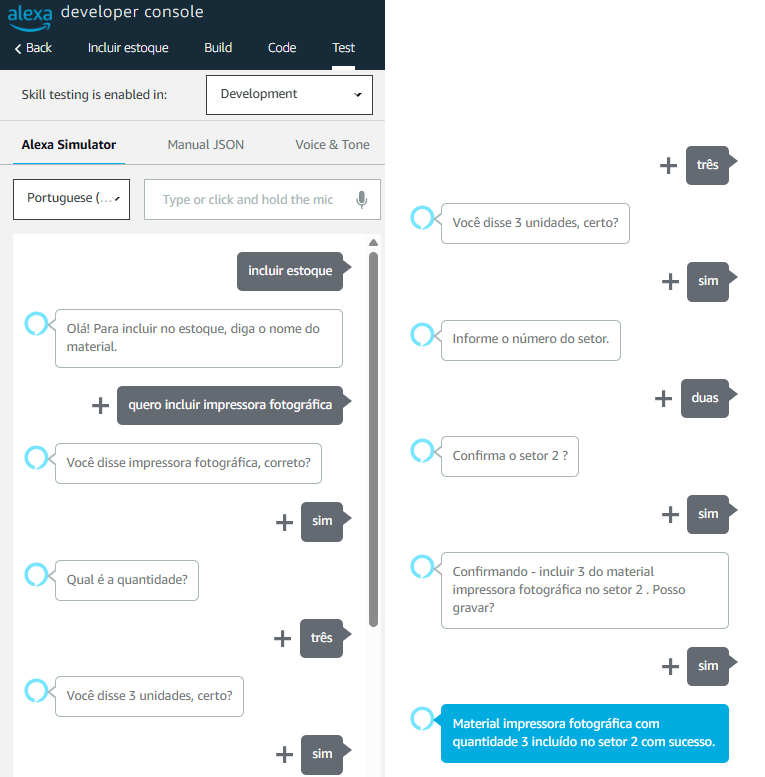 alexa developer console
Back Incluir estoque Build Code Test
Skill testing is enabled in: Development
Alexa Simulator Manual JSON Voice & Tone
Portuguese (... Type or click and hold the mic
incluir estoque
Olá! Para incluir no estoque, diga o nome do
material.
quero incluir impressora fotográfica
Você disse impressora fotográfica, correto?
sim
Qual é a quantidade?
três
Você disse 3 unidades, certo?
sim
três
Você disse 3 unidades, certo?
sim
Informe o número do setor.
duas
Confirma o setor 2 ?
sim
Confirmando - incluir 3 do material
impressora fotográfica no setor 2 . Posso
gravar?
sim
Material impressora fotográfica com
quantidade 3 incluído no setor 2 com sucesso.